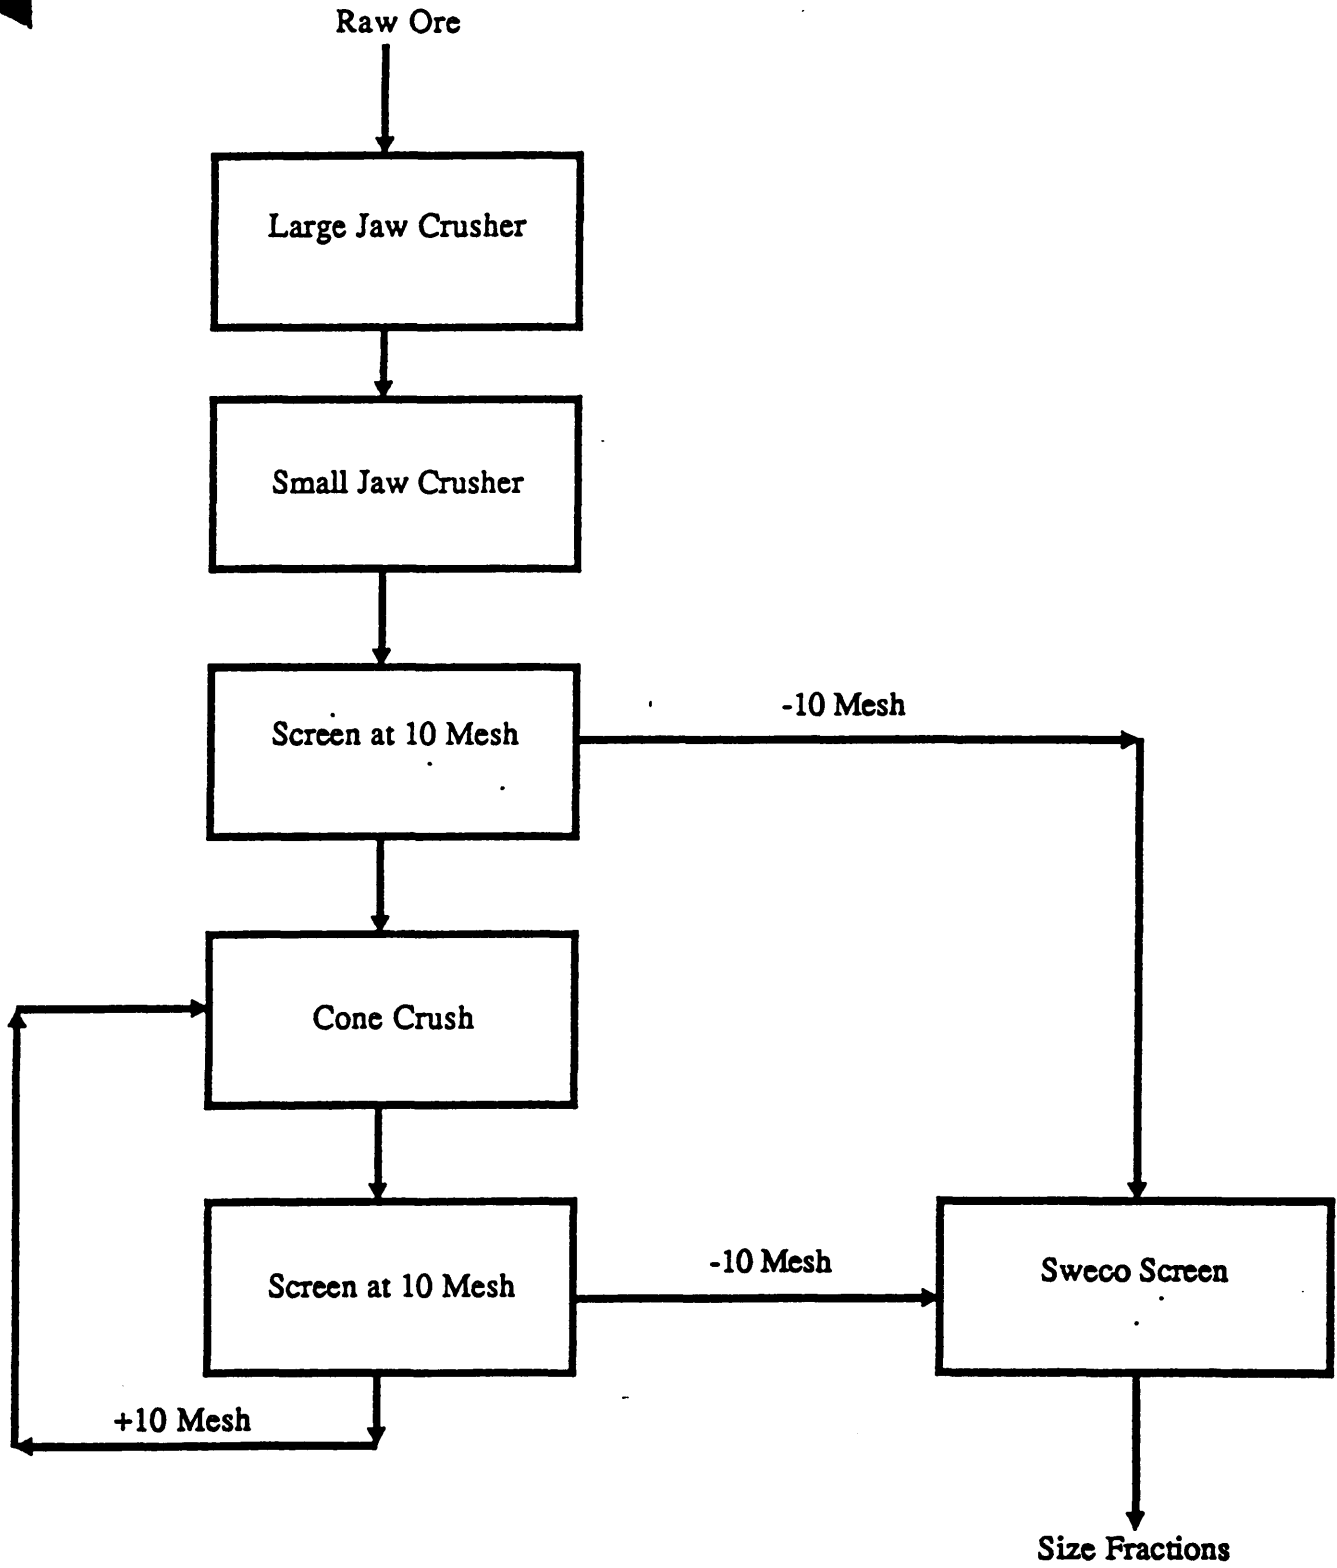 Raw Ore
Large Jaw Crusher
Small Jaw Crusher
Screen at 10 Mesh
-10 Mesh
Cone Crush
Screen at 10 Mesh
-10 Mesh
Sweco Screen
+10 Mesh
Size Fractions